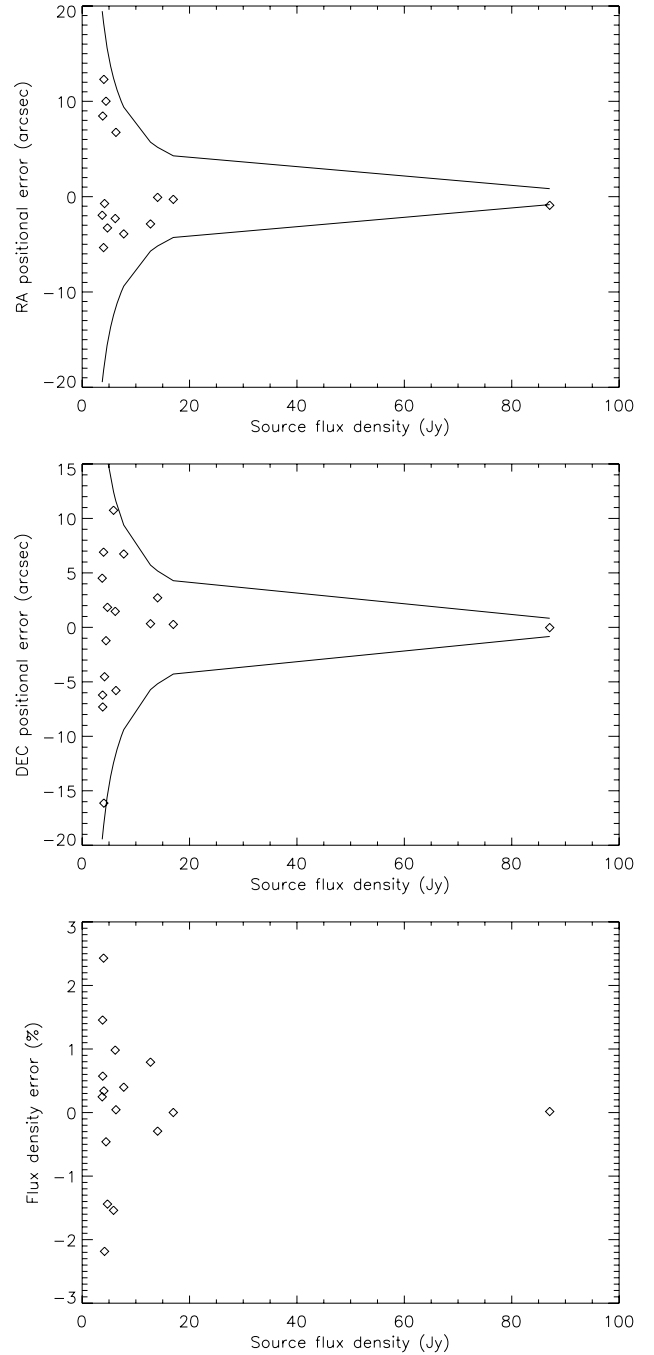 20
10
0
−10
−20
RA positional error (arcsec)
0 20 40 60 80 100
Source flux density (Jy)
15
10
5
0
−5
−10
−15
−20
DEC positional error (arcsec)
0 20 40 60 80 100
Source flux density (Jy)
3
2
1
0
−1
−2
−3
Flux density error (%)
0 20 40 60 80 100
Source flux density (Jy)